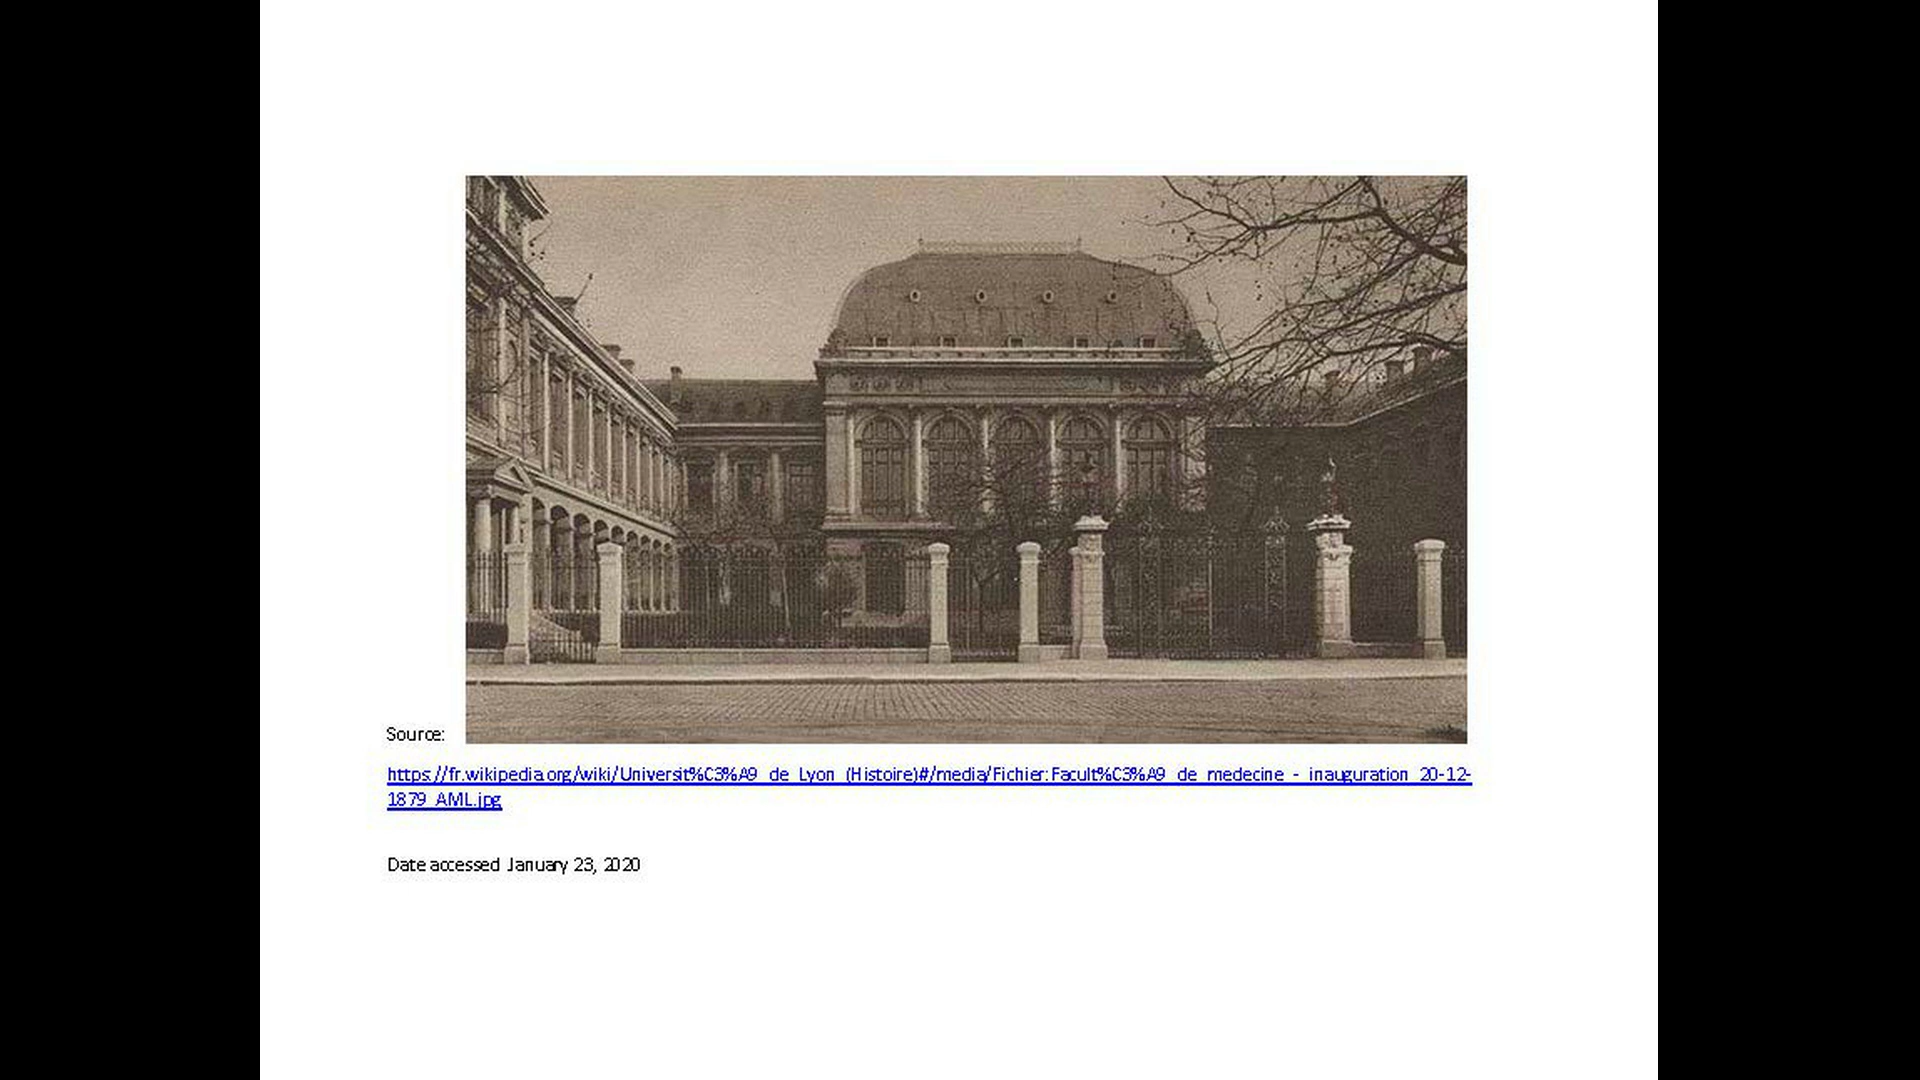 Source:
https://fr.wikipedia.org/wiki/Universit%C3%A9_de_Lyon_(Histoire)#/media/Fichier:Facult%C3%A9_de_medecine_-_inauguration_20-12-
1879_AML.jpg
Date accessed January 23, 2020